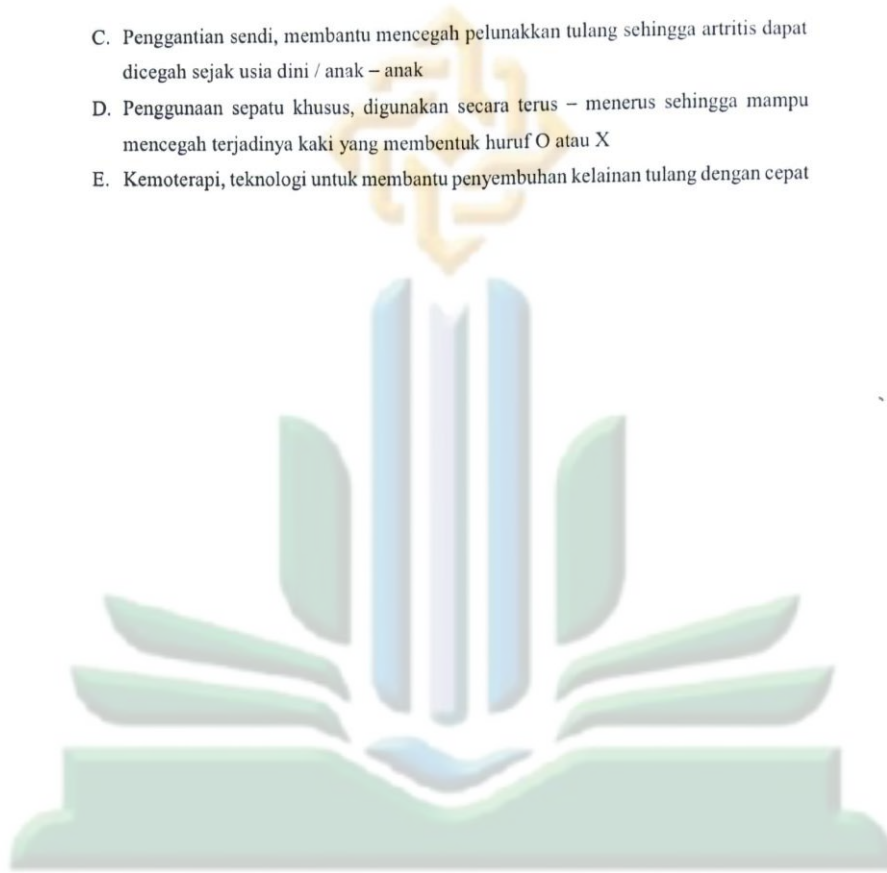 C. Penggantian sendi, membantu mencegah pelunakkan tulang sehingga artritis dapat
dicegah sejak usia dini / anak – anak
D. Penggunaan sepatu khusus, digunakan secara terus – menerus sehingga mampu
mencegah terjadinya kaki yang membentuk huruf O atau X
E. Kemoterapi, teknologi untuk membantu penyembuhan kelainan tulang dengan cepat